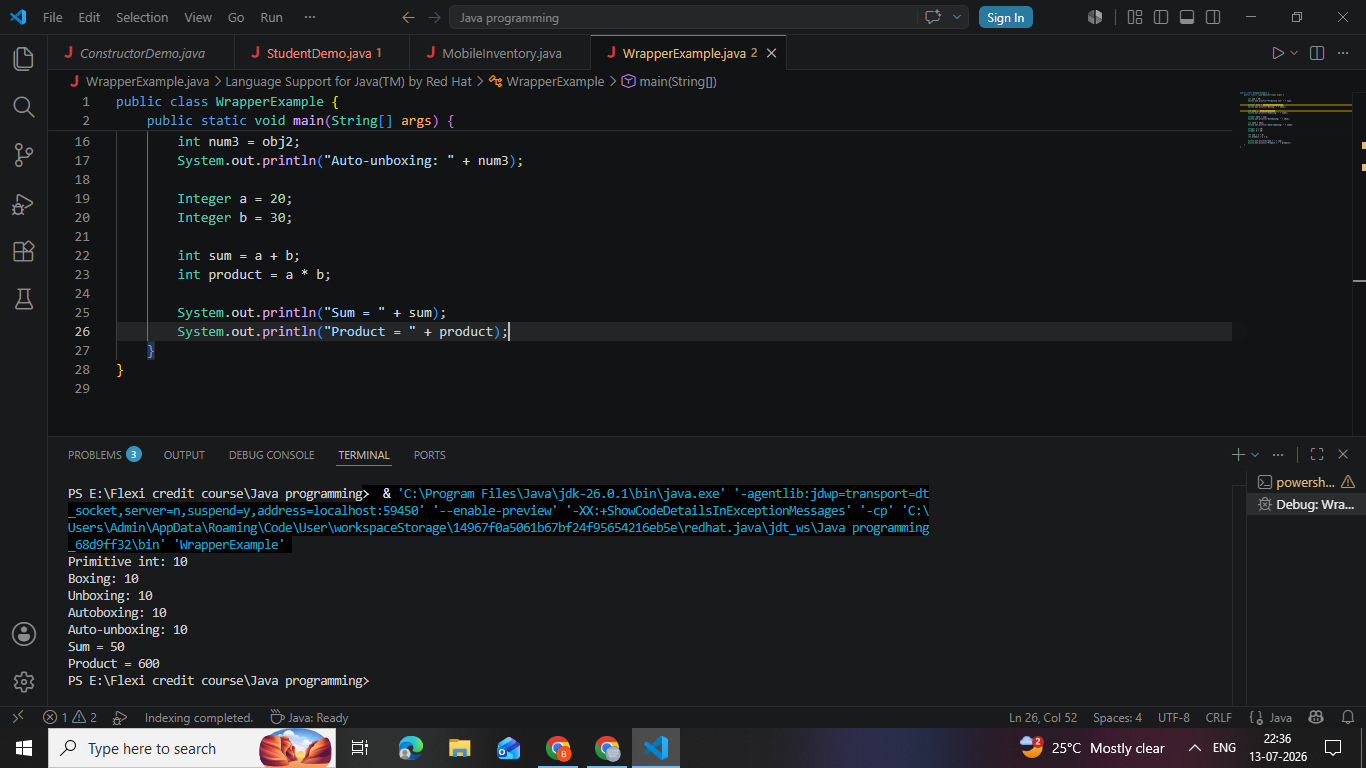 File Edit Selection View Go Run ···
Java programming
Sign In
J ConstructorDemo.java
J StudentDemo.java 1
J MobileInventory.java
J WrapperExample.java 2
J WrapperExample.java > Language Support for Java(TM) by Red Hat > WrapperExample > main(String[])
1 public class WrapperExample {
2 public static void main(String[] args) {
16 int num3 = obj2;
17 System.out.println("Auto-unboxing: " + num3);
18
19 Integer a = 20;
20 Integer b = 30;
21
22 int sum = a + b;
23 int product = a * b;
24
25 System.out.println("Sum = " + sum);
26 System.out.println("Product = " + product);
27 }
28 }
29
PROBLEMS 3 OUTPUT DEBUG CONSOLE TERMINAL PORTS
PS E:\Flexi credit course\Java programming>  & 'C:\Program Files\Java\jdk-26.0.1\bin\java.exe' '-agentlib:jdwp=transport=dt
_socket,server=n,suspend=y,address=localhost:59450' '--enable-preview' '-XX:+ShowCodeDetailsInExceptionMessages' '-cp' 'C:\
Users\Admin\AppData\Roaming\Code\User\workspaceStorage\14967f0a5061b67bf24f95654216eb5e\redhat.java\jdt_ws\Java programming
_68d9ff32\bin' 'WrapperExample'
Primitive int: 10
Boxing: 10
Unboxing: 10
Autoboxing: 10
Auto-unboxing: 10
Sum = 50
Product = 600
PS E:\Flexi credit course\Java programming>
powersh...
Debug: Wra...
1 2 Indexing completed. Java: Ready
Ln 26, Col 52 Spaces: 4 UTF-8 CRLF {} Java
Type here to search
2 25°C Mostly clear ENG
22:36
13-07-2026